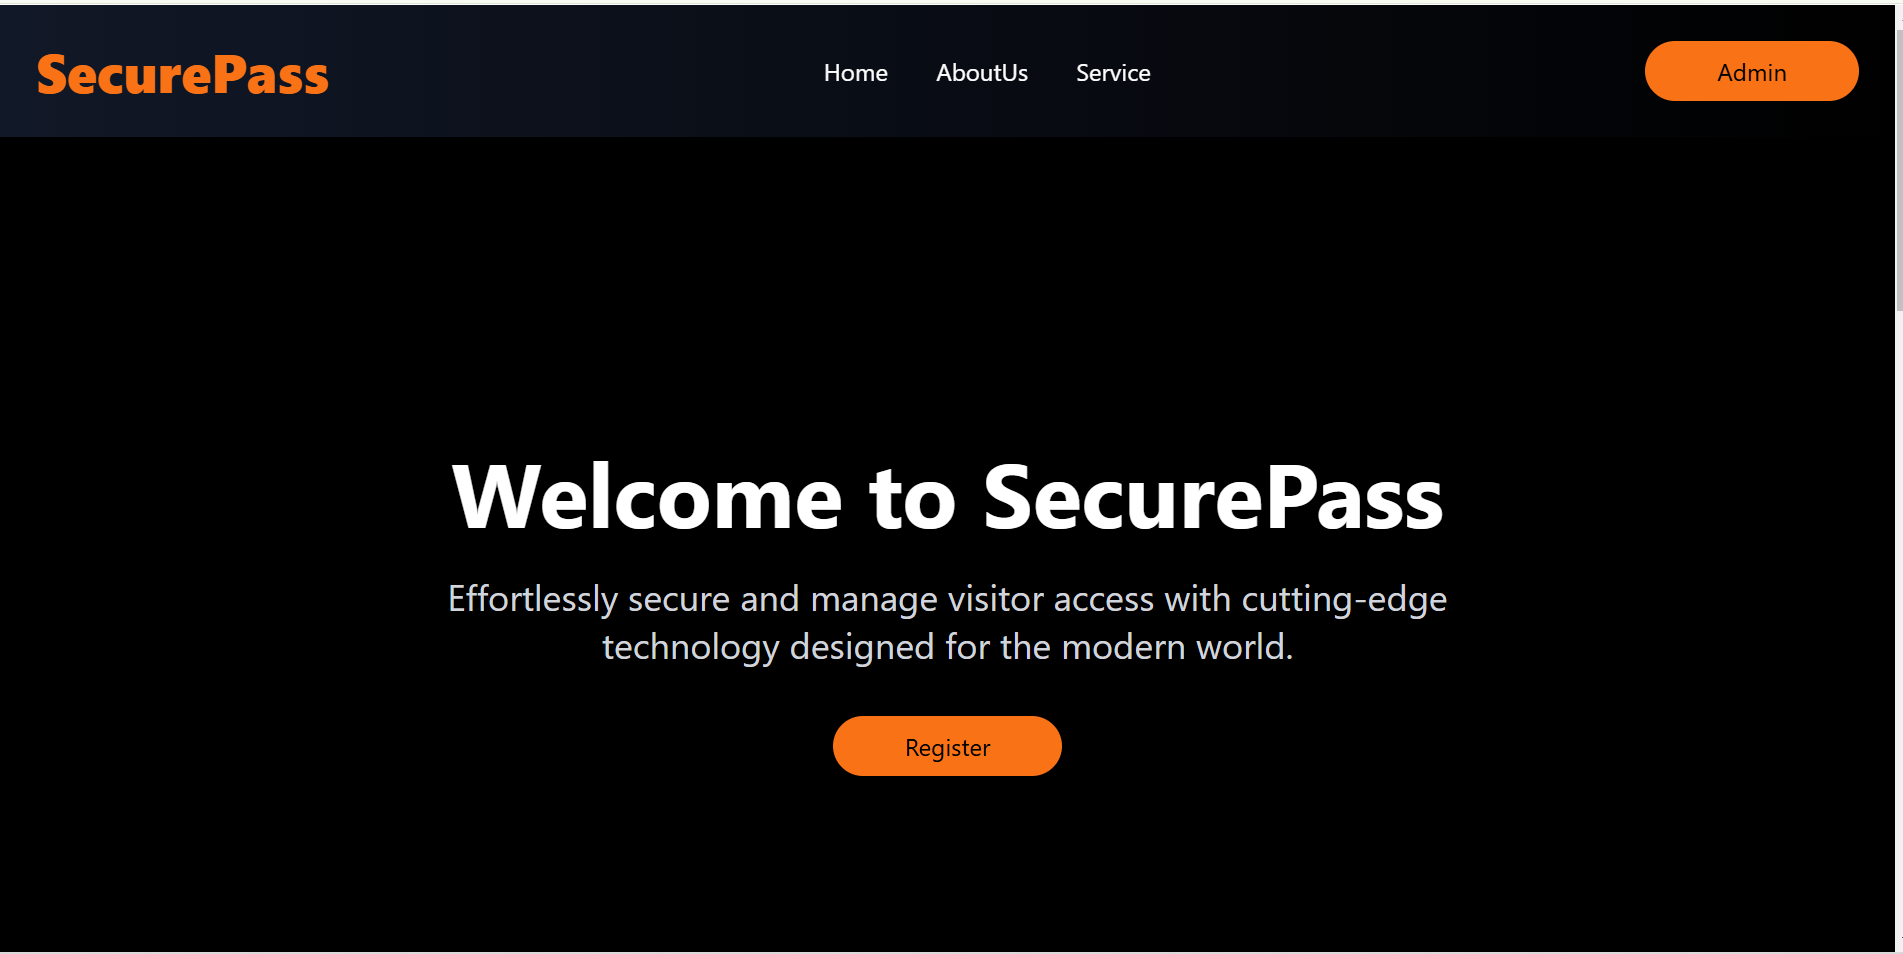 SecurePass
Home AboutUs Service
Admin
Welcome to SecurePass
Effortlessly secure and manage visitor access with cutting-edge
technology designed for the modern world.
Register